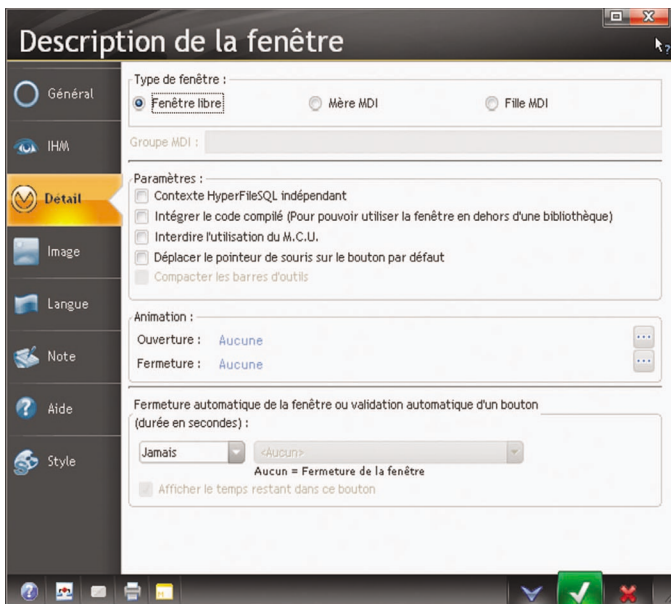 Description de la fenêtre
Général
IHM
Détail
Image
Langue
Note
Aide
Style
Type de fenêtre :
Fenêtre libre
Mère MDI
Fille MDI
Groupe MDI :
Paramètres :
Contexte HyperFileSQL indépendant
Intégrer le code compilé (Pour pouvoir utiliser la fenêtre en dehors d'une bibliothèque)
Interdire l'utilisation du M.C.U.
Déplacer le pointeur de souris sur le bouton par défaut
Compacter les barres d'outils
Animation :
Ouverture : Aucune ...
Fermeture : Aucune ...
Fermeture automatique de la fenêtre ou validation automatique d'un bouton
(durée en secondes) :
Jamais <Aucun>
Aucun = Fermeture de la fenêtre
Afficher le temps restant dans ce bouton